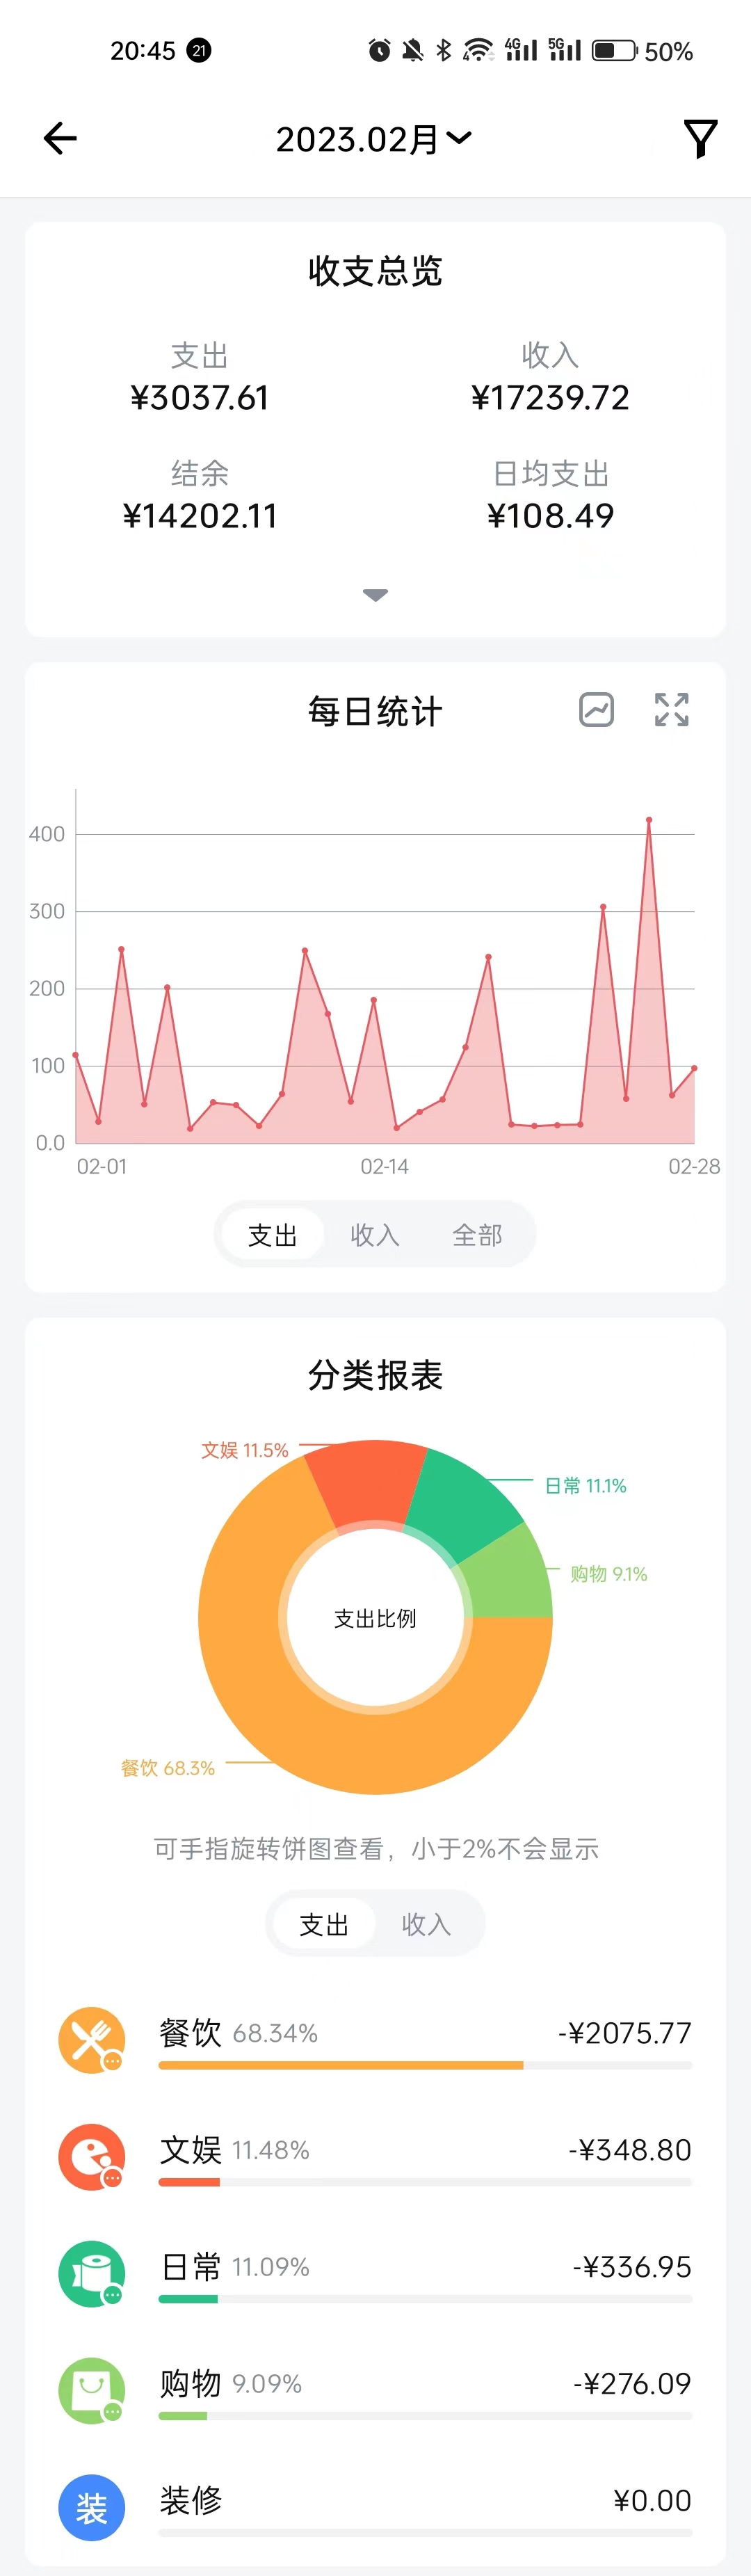 20:45 21 4G 5G 50%
2023.02月
收支总览
支出 收入
¥3037.61 ¥17239.72
结余 日均支出
¥14202.11 ¥108.49
每日统计
400
300
200
100
0.0
02-01 02-14 02-28
支出 收入 全部
分类报表
文娱 11.5%
日常 11.1%
购物 9.1%
支出比例
餐饮 68.3%
可手指旋转饼图查看，小于2%不会显示
支出 收入
餐饮 68.34% -¥2075.77
文娱 11.48% -¥348.80
日常 11.09% -¥336.95
购物 9.09% -¥276.09
装 装修 ¥0.00